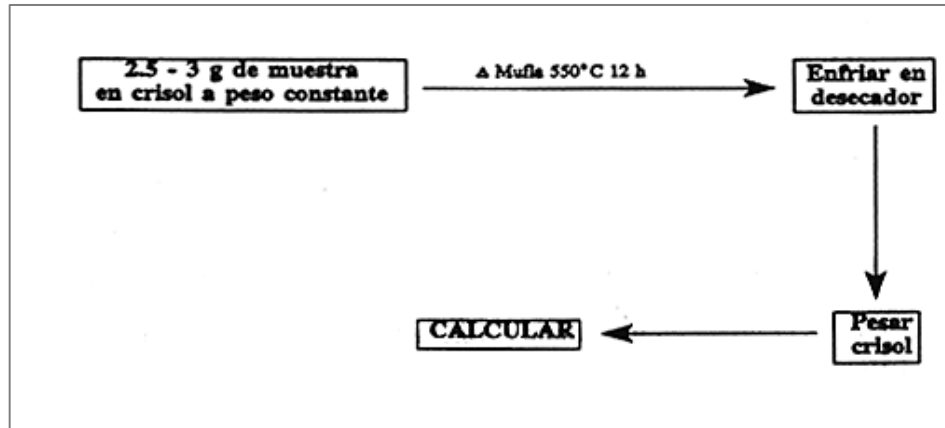 2.5 - 3 g de muestra
en crisol a peso constante
Δ Mufla 550°C 12 h
Enfriar en
desecador
Pesar
crisol
CALCULAR